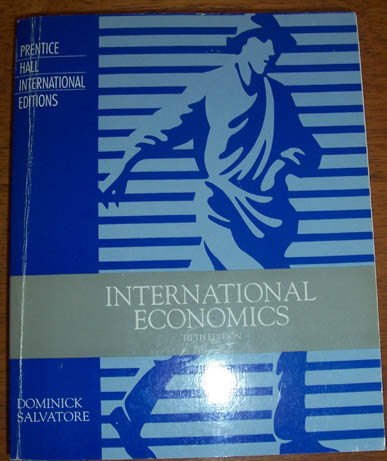 PRENTICE
HALL
INTERNATIONAL
EDITIONS
INTERNATIONAL
ECONOMICS
FIFTH EDITION
DOMINICK
SALVATORE